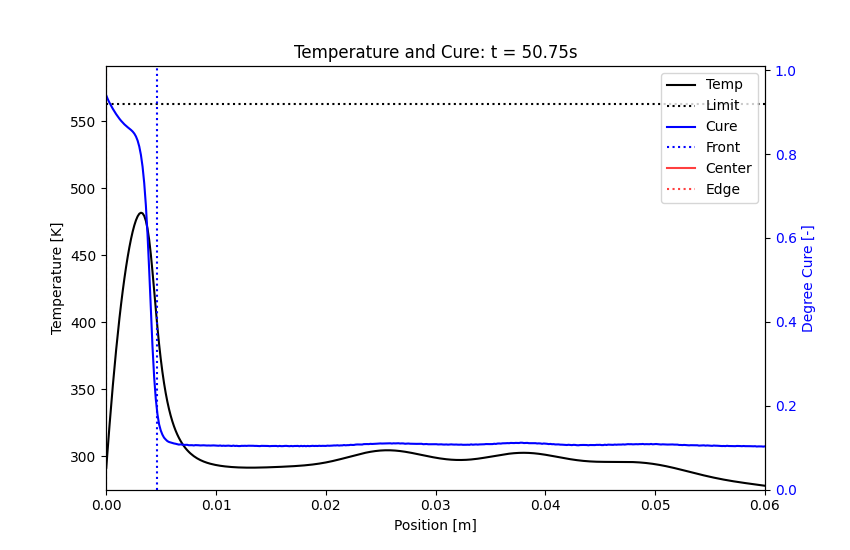 Temperature and Cure: t = 50.75s
Temperature [K]
550
500
450
400
350
300
Temp
Limit
Cure
Front
Center
Edge
1.0
0.8
0.6
0.4
0.2
0.0
Degree Cure [-]
0.00
0.01
0.02
0.03
0.04
0.05
0.06
Position [m]